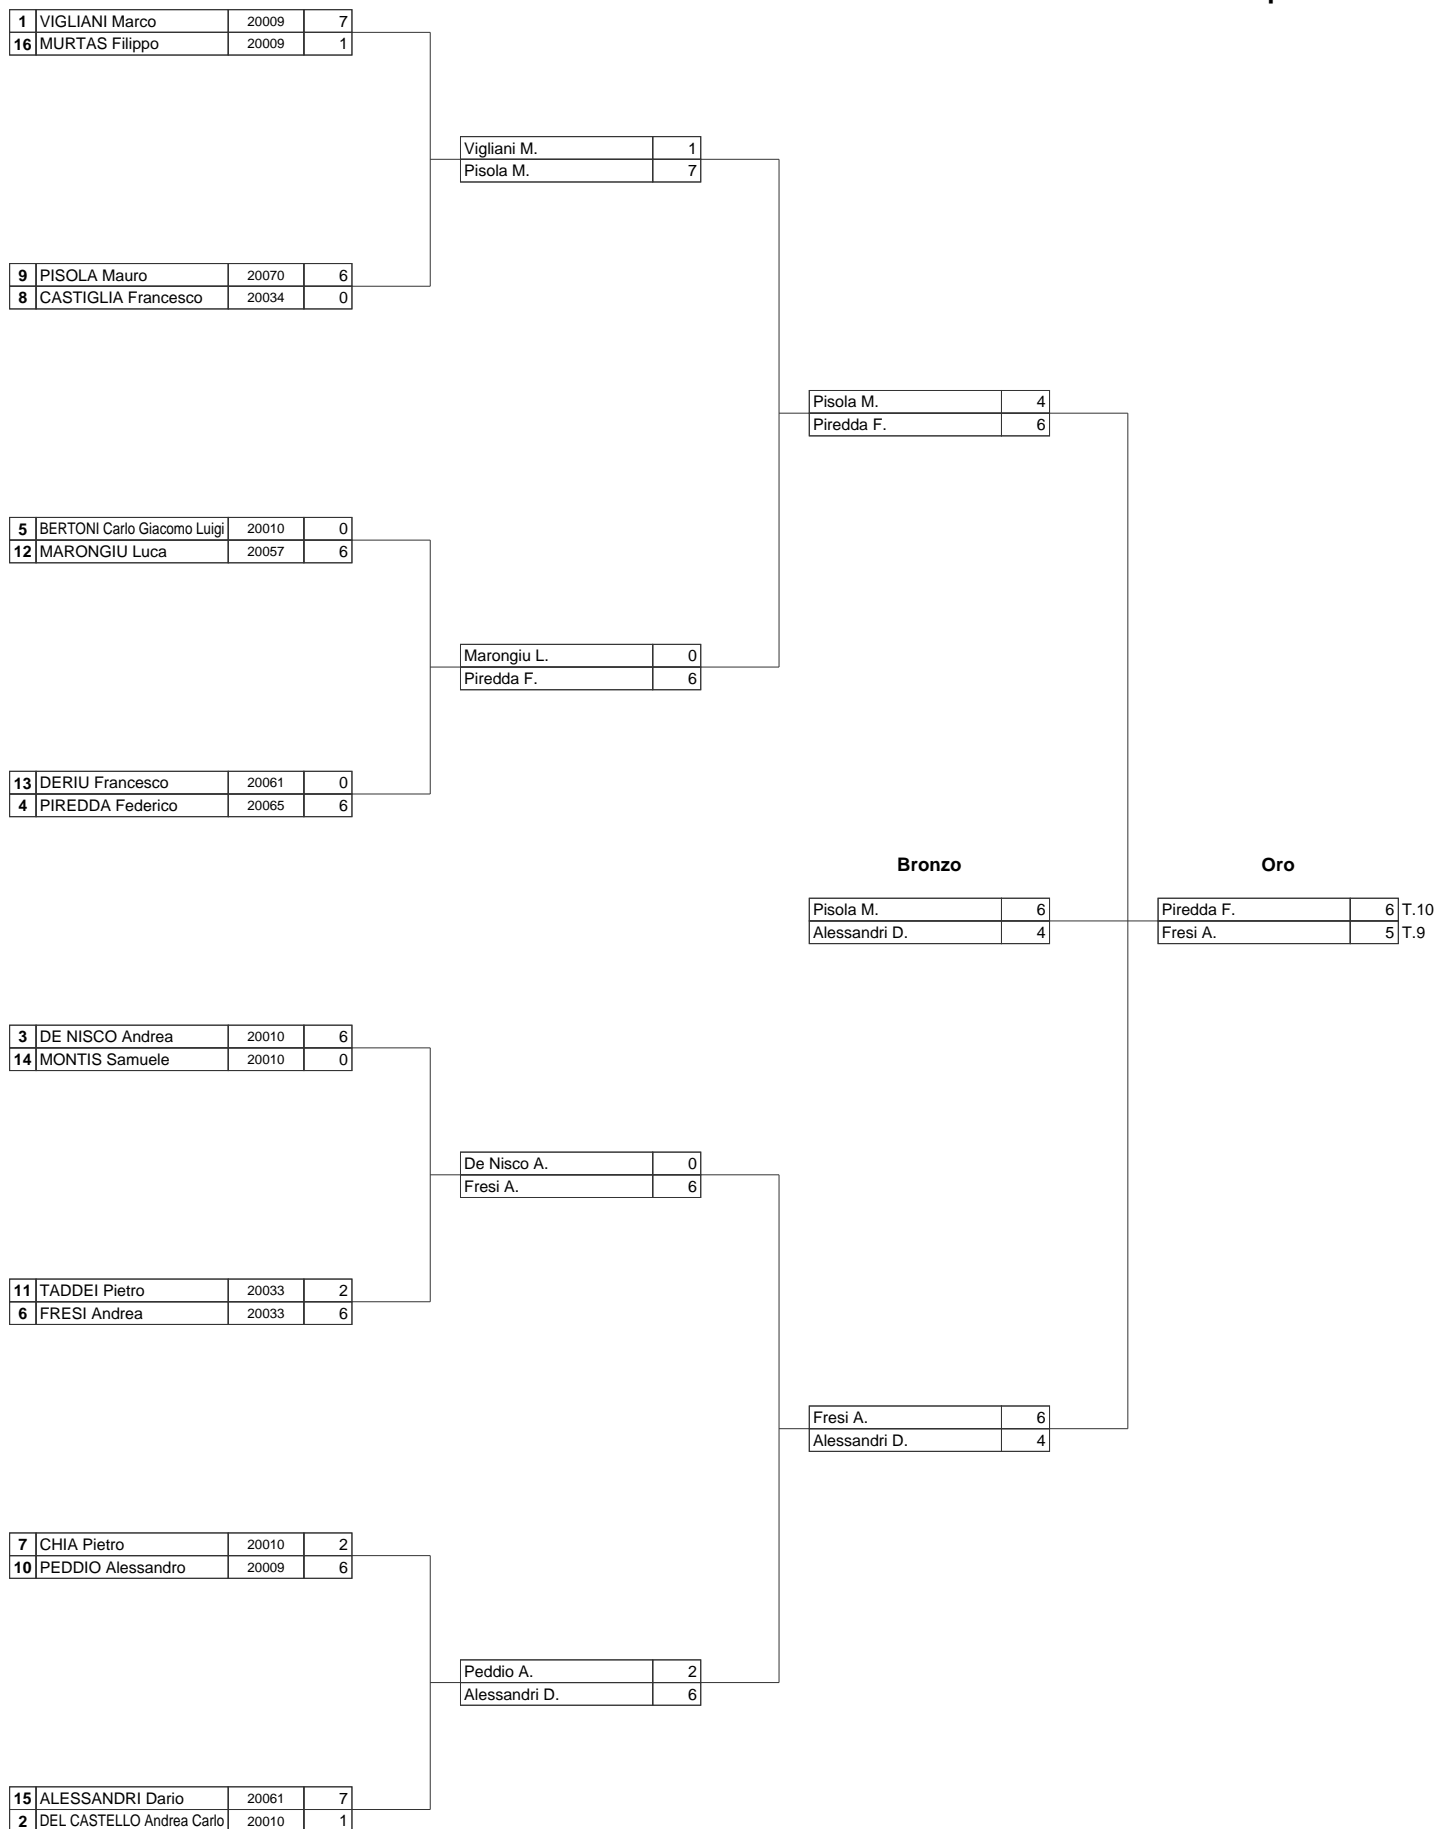 1 VIGLIANI Marco 20009 7
16 MURTAS Filippo 20009 1
Vigliani M. 1
Pisola M. 7
9 PISOLA Mauro 20070 6
8 CASTIGLIA Francesco 20034 0
Pisola M. 4
Piredda F. 6
5 BERTONI Carlo Giacomo Luigi 20010 0
12 MARONGIU Luca 20057 6
Marongiu L. 0
Piredda F. 6
13 DERIU Francesco 20061 0
4 PIREDDA Federico 20065 6
Bronzo Oro
Pisola M. 6 Piredda F. 6 T.10
Alessandri D. 4 Fresi A. 5 T.9
3 DE NISCO Andrea 20010 6
14 MONTIS Samuele 20010 0
De Nisco A. 0
Fresi A. 6
11 TADDEI Pietro 20033 2
6 FRESI Andrea 20033 6
Fresi A. 6
Alessandri D. 4
7 CHIA Pietro 20010 2
10 PEDDIO Alessandro 20009 6
Peddio A. 2
Alessandri D. 6
15 ALESSANDRI Dario 20061 7
2 DEL CASTELLO Andrea Carlo 20010 1